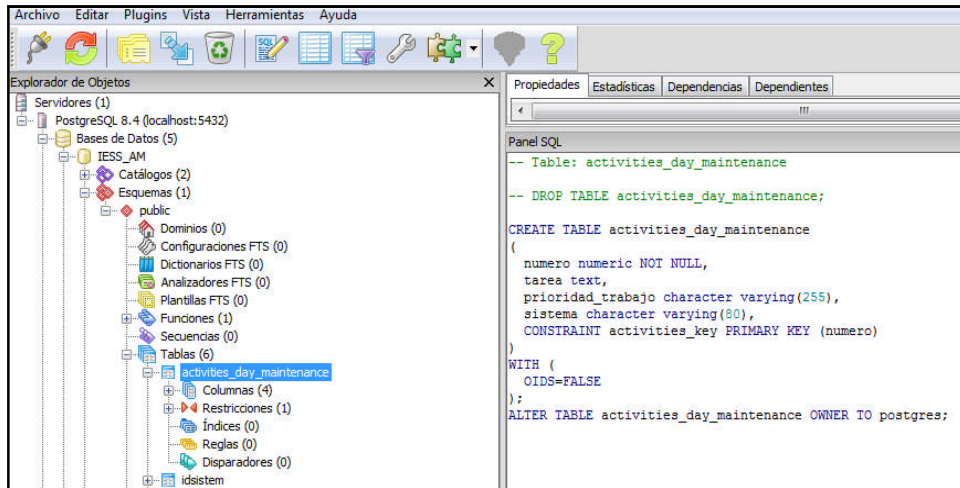 Archivo Editar Plugins Vista Herramientas Ayuda
SQL
Explorador de Objetos
Servidores (1)
PostgreSQL 8.4 (localhost:5432)
Bases de Datos (5)
IESS_AM
Catálogos (2)
Esquemas (1)
public
Dominios (0)
Configuraciones FTS (0)
Dictionarios FTS (0)
Analizadores FTS (0)
Plantillas FTS (0)
Funciones (1)
Secuencias (0)
Tablas (6)
activities_day_maintenance
Columnas (4)
Restricciones (1)
Índices (0)
Reglas (0)
Disparadores (0)
idsistem
Propiedades Estadísticas Dependencias Dependientes
Panel SQL
-- Table: activities_day_maintenance
-- DROP TABLE activities_day_maintenance;
CREATE TABLE activities_day_maintenance
(
numero numeric NOT NULL,
tarea text,
prioridad_trabajo character varying(255),
sistema character varying(80),
CONSTRAINT activities_key PRIMARY KEY (numero)
)
WITH (
OIDS=FALSE
);
ALTER TABLE activities_day_maintenance OWNER TO postgres;